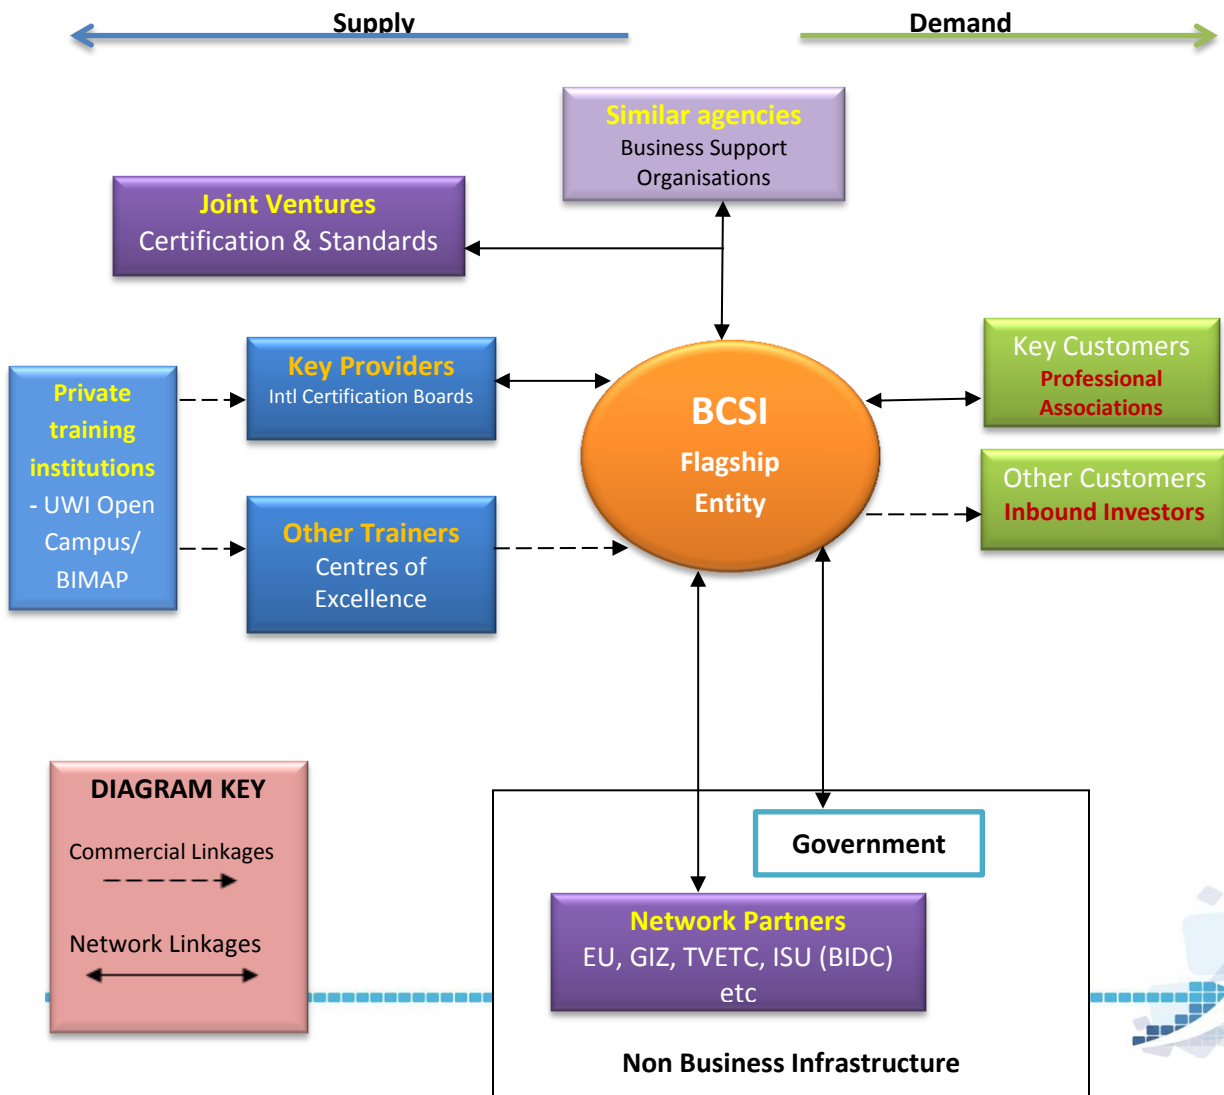 Supply
Demand
Similar agencies
Business Support
Organisations
Joint Ventures
Certification & Standards
Key Providers
Intl Certification Boards
Private
training
institutions
- UWI Open
Campus/
BIMAP
Other Trainers
Centres of
Excellence
BCSI
Flagship
Entity
Key Customers
Professional
Associations
Other Customers
Inbound Investors
DIAGRAM KEY
Commercial Linkages
Network Linkages
Government
Network Partners
EU, GIZ, TVETC, ISU (BIDC)
etc
Non Business Infrastructure